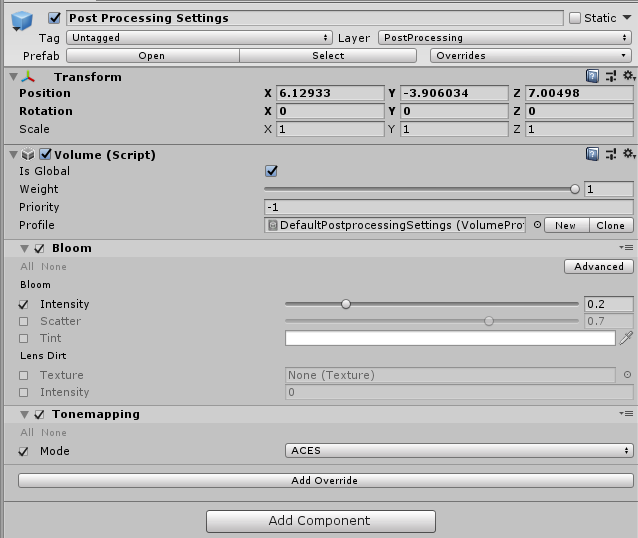 Post Processing Settings Static
Tag Untagged Layer PostProcessing
Prefab Open Select Overrides
Transform
Position X 6.12933 Y -3.906034 Z 7.00498
Rotation X 0 Y 0 Z 0
Scale X 1 Y 1 Z 1
Volume (Script)
Is Global
Weight 1
Priority -1
Profile DefaultPostprocessingSettings (VolumePro New Clone
Bloom
All None Advanced
Bloom
Intensity 0.2
Scatter 0.7
Tint
Lens Dirt
Texture None (Texture)
Intensity 0
Tonemapping
All None
Mode ACES
Add Override
Add Component